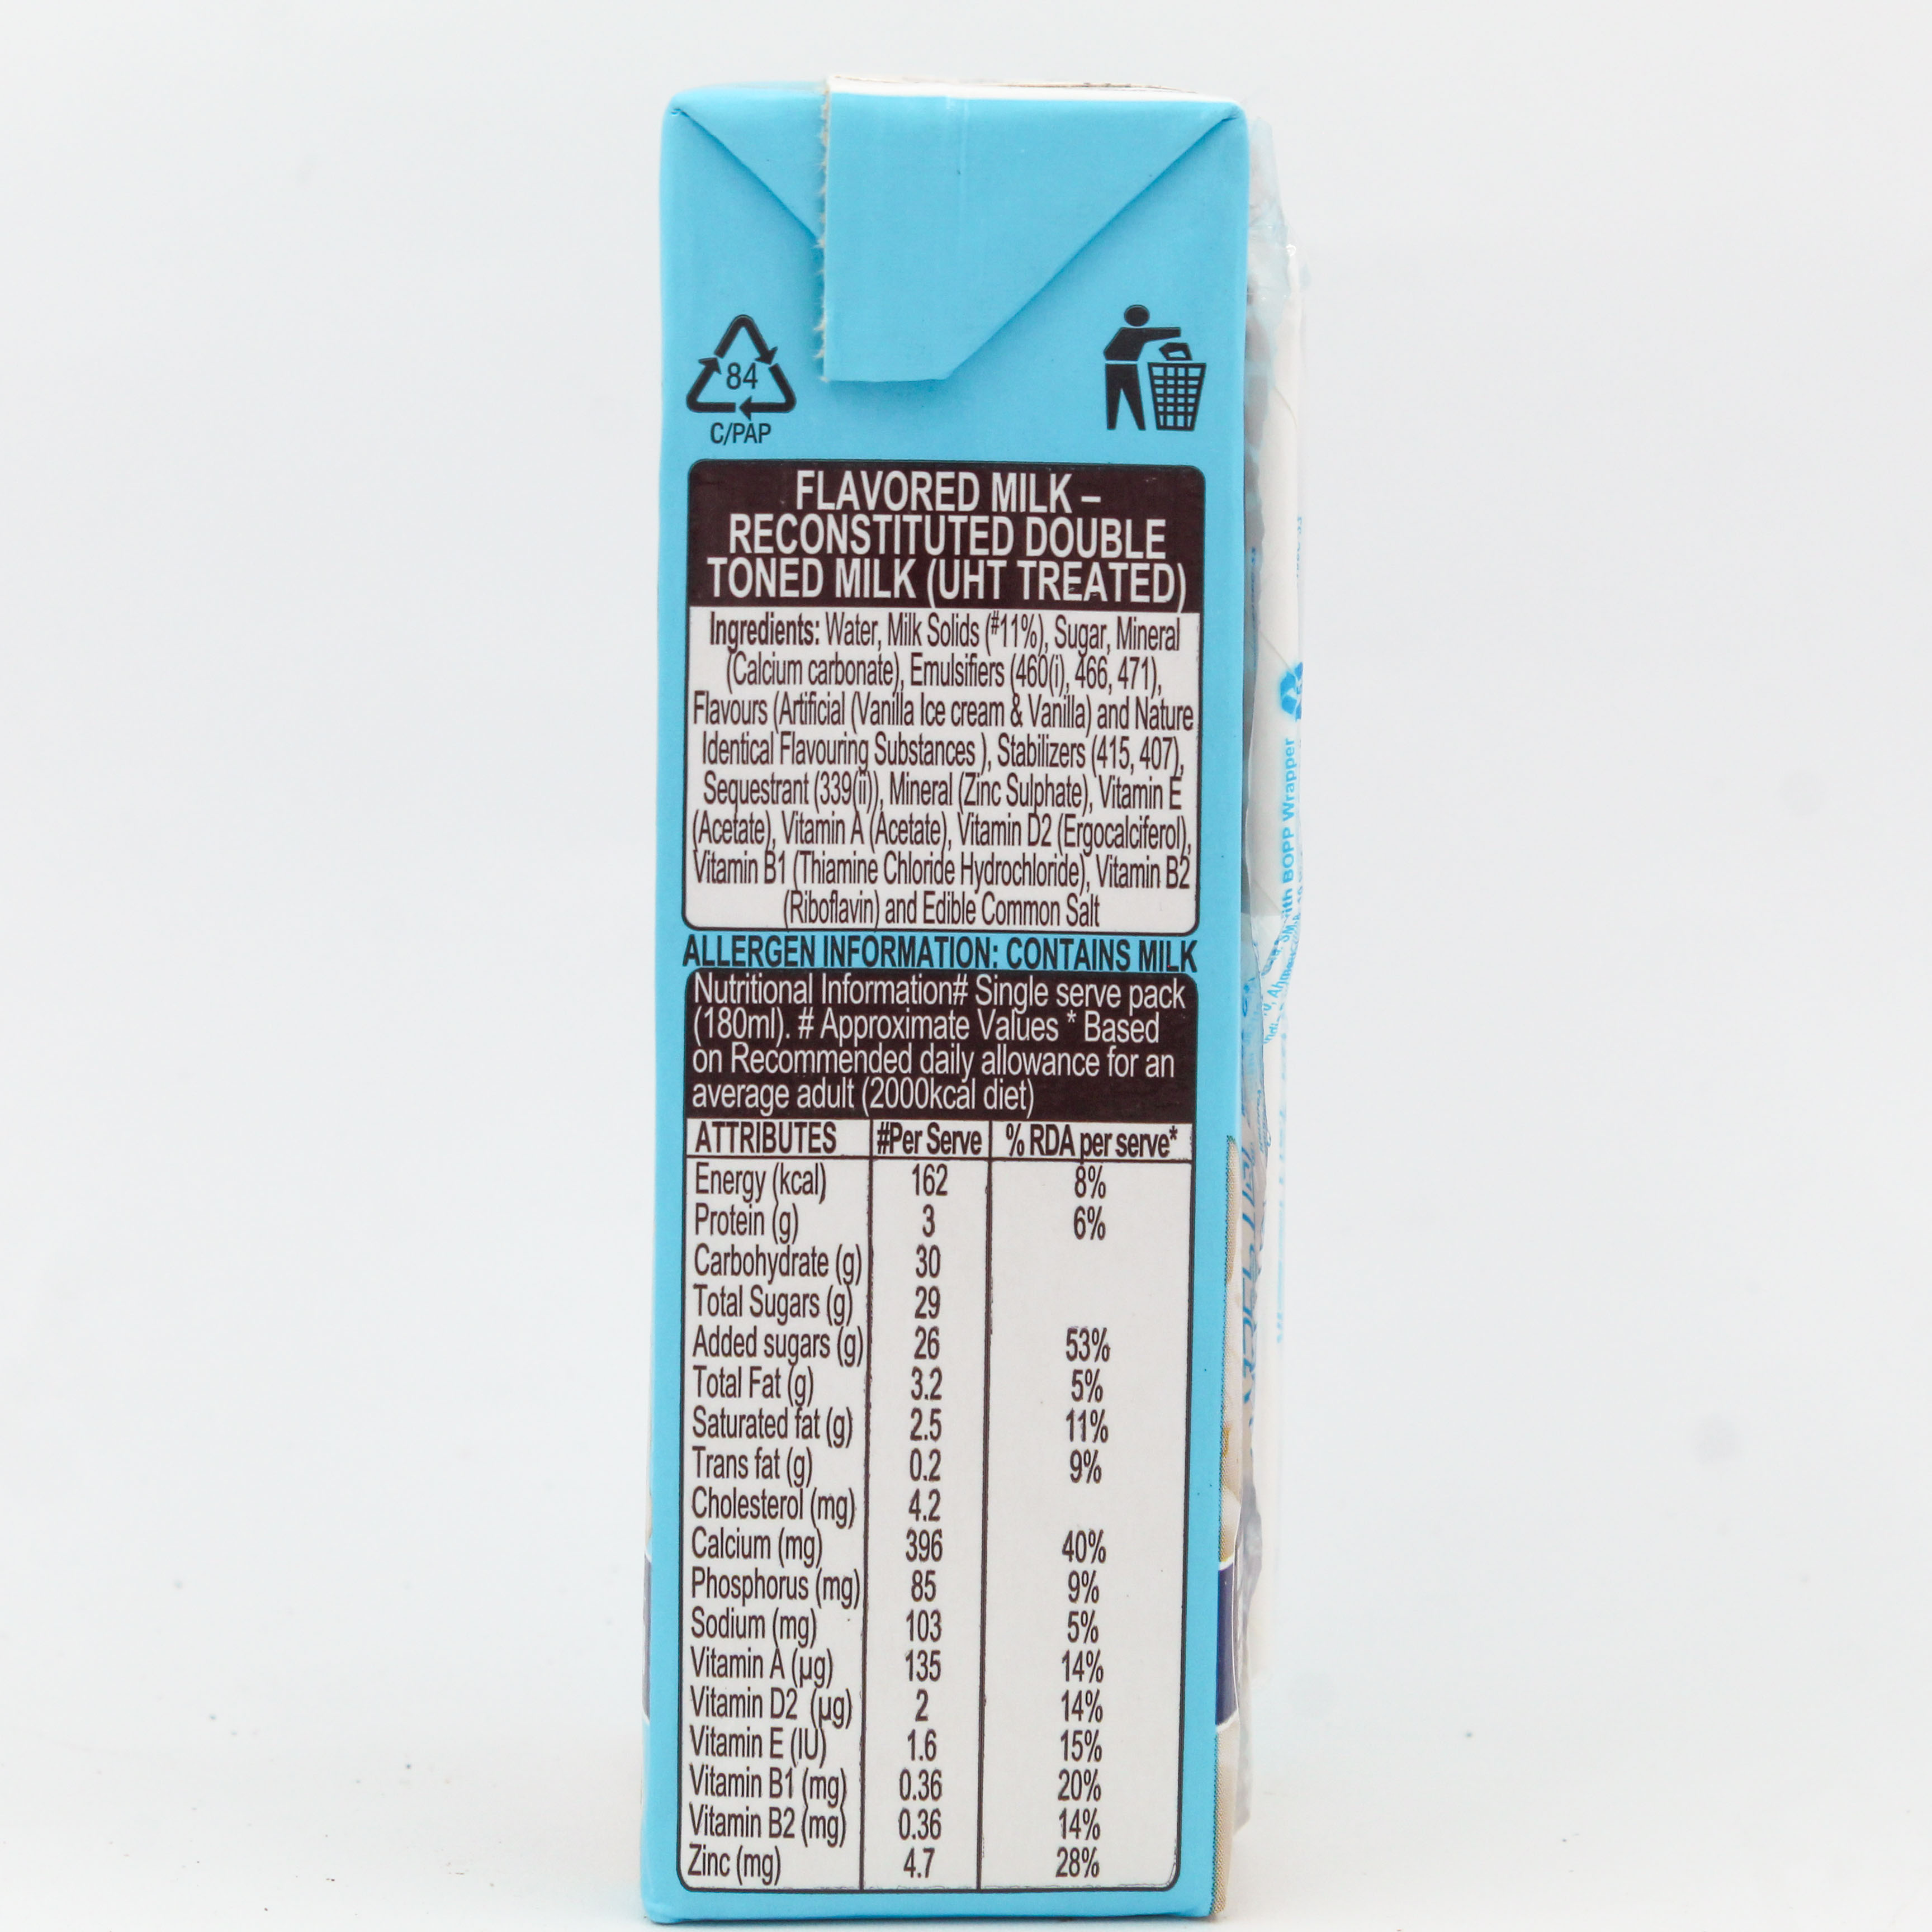 84
C/PAP
FLAVORED MILK –
RECONSTITUTED DOUBLE
TONED MILK (UHT TREATED)
Ingredients: Water, Milk Solids (#11%), Sugar, Mineral
(Calcium carbonate), Emulsifiers (460(i), 466, 471),
Flavours (Artificial (Vanilla Ice cream & Vanilla) and Nature
Identical Flavouring Substances ), Stabilizers (415, 407),
Sequestrant (339(ii)), Mineral (Zinc Sulphate), Vitamin E
(Acetate), Vitamin A (Acetate), Vitamin D2 (Ergocalciferol),
Vitamin B1 (Thiamine Chloride Hydrochloride), Vitamin B2
(Riboflavin) and Edible Common Salt
ALLERGEN INFORMATION: CONTAINS MILK
Nutritional Information# Single serve pack
(180ml). # Approximate Values * Based
on Recommended daily allowance for an
average adult (2000kcal diet)
ATTRIBUTES #Per Serve % RDA per serve*
Energy (kcal) 162 8%
Protein (g) 3 6%
Carbohydrate (g) 30
Total Sugars (g) 29
Added sugars (g) 26 53%
Total Fat (g) 3.2 5%
Saturated fat (g) 2.5 11%
Trans fat (g) 0.2 9%
Cholesterol (mg) 4.2
Calcium (mg) 396 40%
Phosphorus (mg) 85 9%
Sodium (mg) 103 5%
Vitamin A (µg) 135 14%
Vitamin D2 (µg) 2 14%
Vitamin E (IU) 1.6 15%
Vitamin B1 (mg) 0.36 20%
Vitamin B2 (mg) 0.36 14%
Zinc (mg) 4.7 28%
with BOPP Wrapper